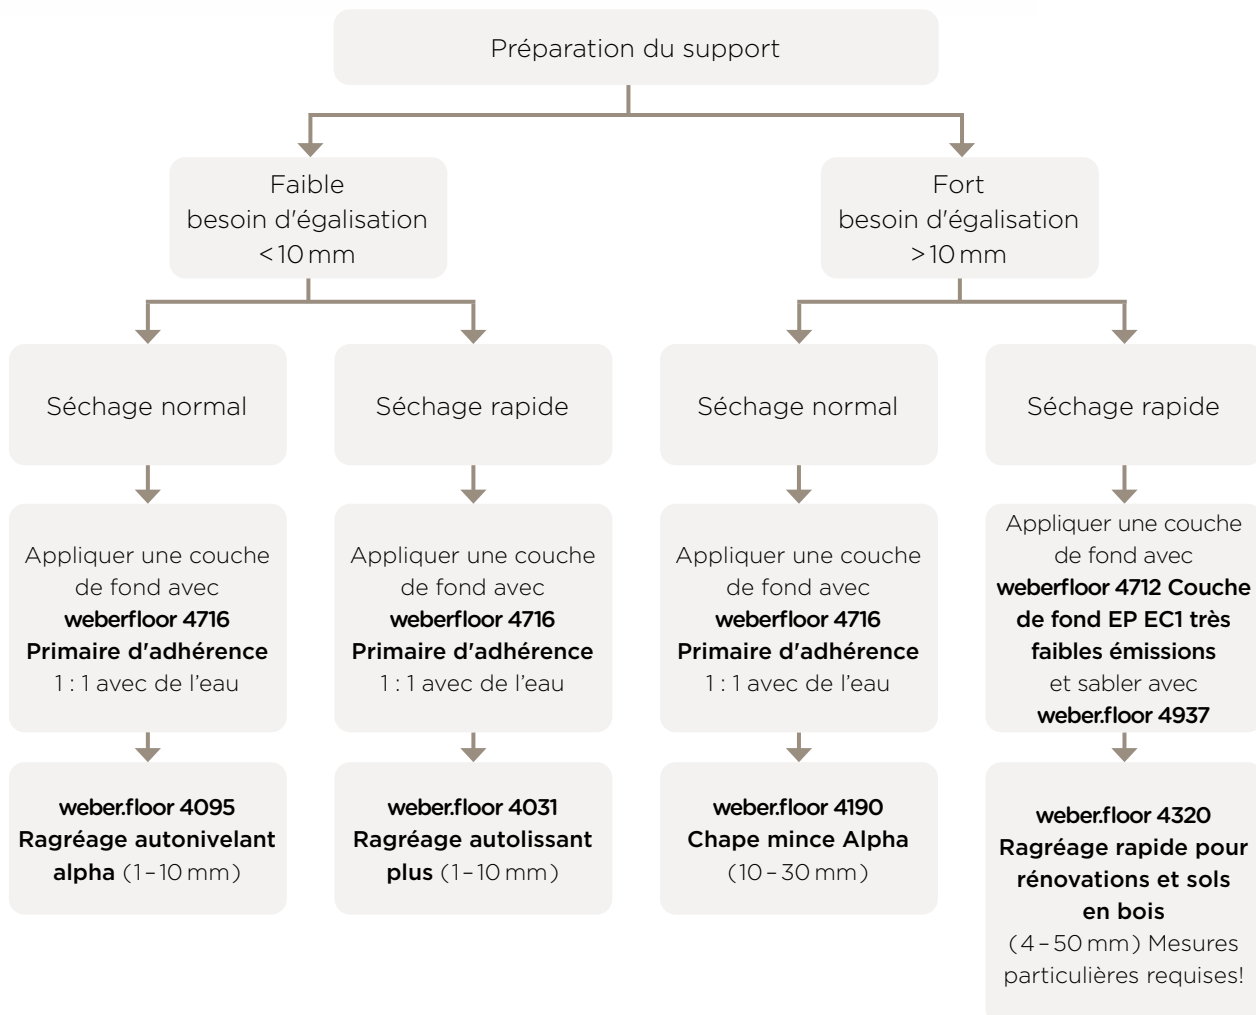 Préparation du support
Faible
besoin d'égalisation
<10 mm
Fort
besoin d'égalisation
>10 mm
Séchage normal
Séchage rapide
Séchage normal
Séchage rapide
Appliquer une couche
de fond avec
weberfloor 4716
Primaire d'adhérence
1 : 1 avec de l’eau
Appliquer une couche
de fond avec
weberfloor 4716
Primaire d'adhérence
1 : 1 avec de l’eau
Appliquer une couche
de fond avec
weberfloor 4716
Primaire d'adhérence
1 : 1 avec de l’eau
Appliquer une couche
de fond avec
weberfloor 4712 Couche
de fond EP EC1 très
faibles émissions
et sabler avec
weber.floor 4937
weber.floor 4095
Ragréage autonivelant
alpha (1–10 mm)
weber.floor 4031
Ragréage autolissant
plus (1–10 mm)
weber.floor 4190
Chape mince Alpha
(10–30 mm)
weber.floor 4320
Ragréage rapide pour
rénovations et sols
en bois
(4–50 mm) Mesures
particulières requises!